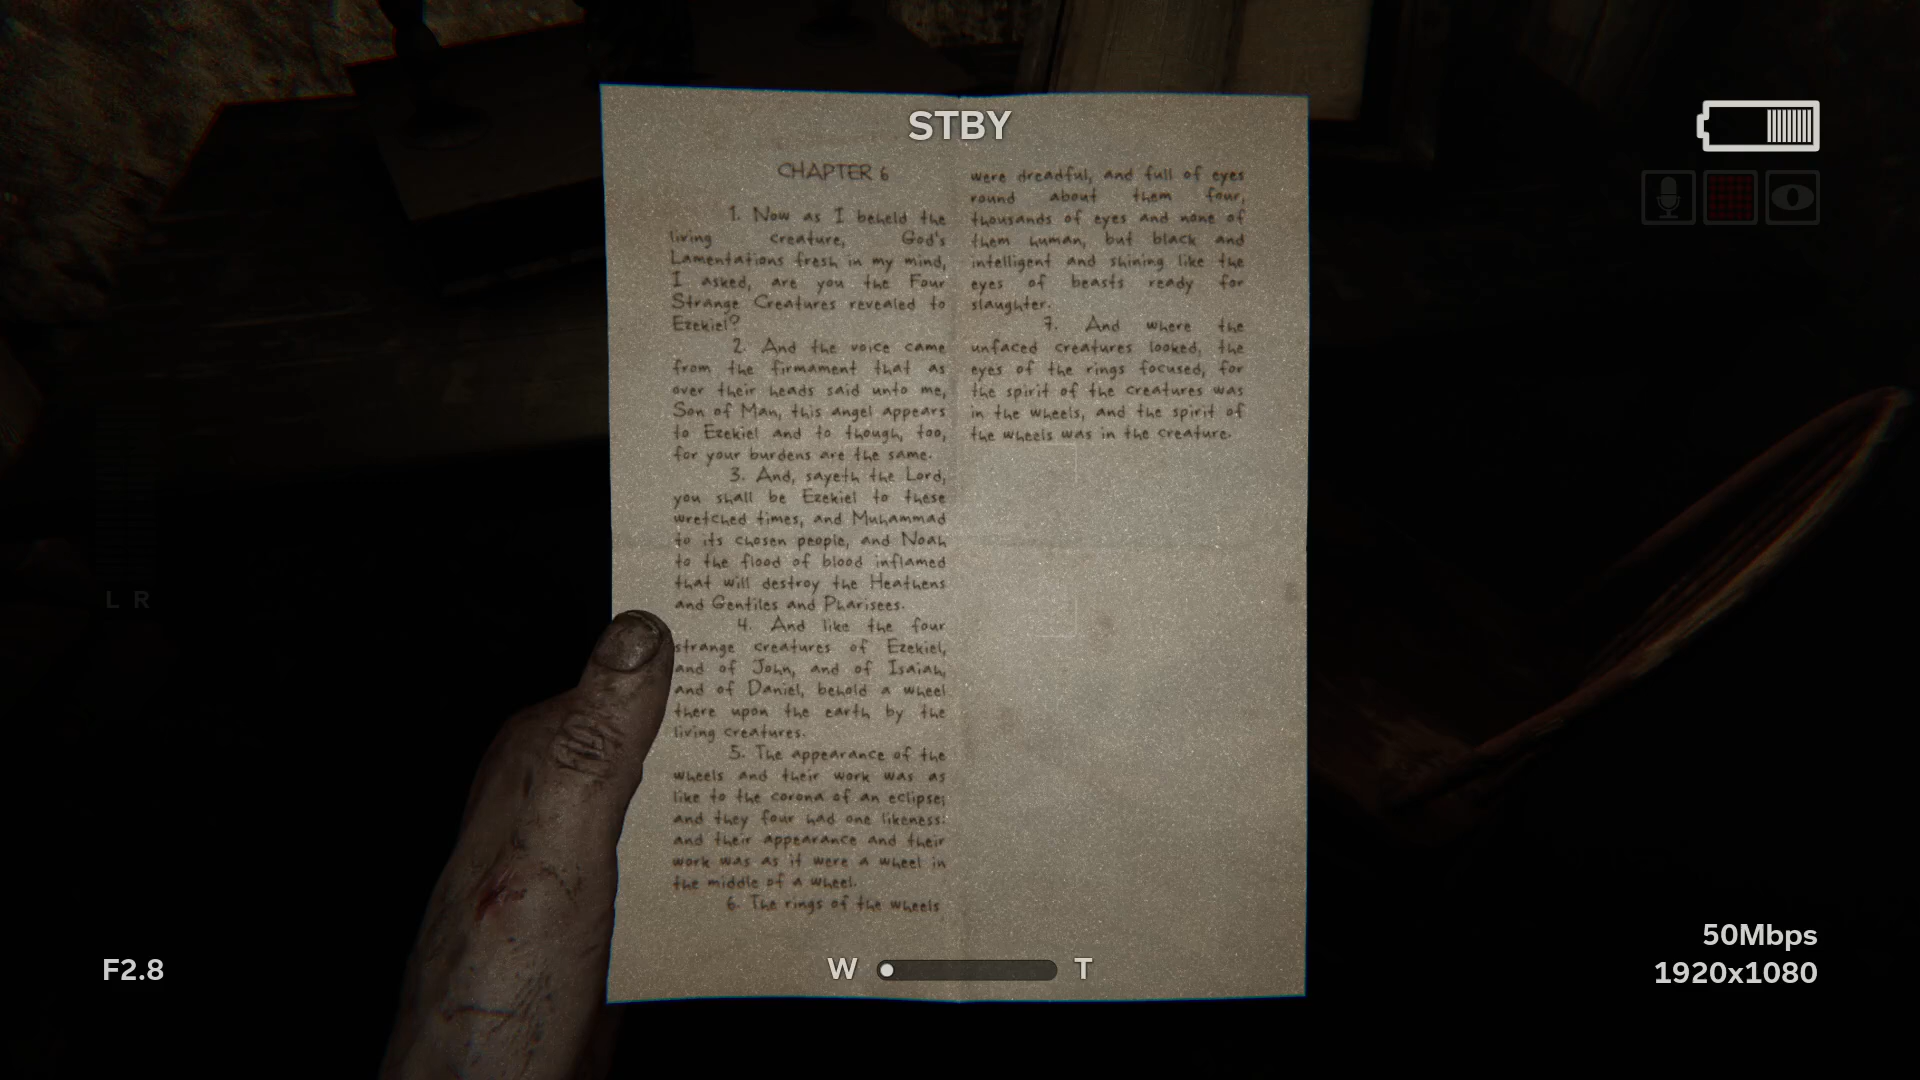 STBY
CHAPTER 6
1. Now as I beheld the
living creature, God's
Lamentations fresh in my mind,
I asked, are you the Four
Strange Creatures revealed to
Ezekiel?
2. And the voice came
from the firmament that as
over their heads said unto me,
Son of Man, this angel appears
to Ezekiel and to though, too,
for your burdens are the same.
3. And, sayeth the Lord,
you shall be Ezekiel to these
wretched times, and Muhammad
to its chosen people, and Noah
to the flood of blood inflamed
that will destroy the Heathens
and Gentiles and Pharisees.
4. And like the four
strange creatures of Ezekiel,
and of John, and of Isaiah,
and of Daniel, behold a wheel
there upon the earth by the
living creatures.
5. The appearance of the
wheels and their work was as
like to the corona of an eclipse;
and they four had one likeness:
and their appearance and their
work was as it were a wheel in
the middle of a wheel.
6. The rings of the wheels
were dreadful, and full of eyes
round about them four,
thousands of eyes and none of
them human, but black and
intelligent and shining like the
eyes of beasts ready for
slaughter.
7. And where the
unfaced creatures looked, the
eyes of the rings focused, for
the spirit of the creatures was
in the wheels, and the spirit of
the wheels was in the creature.
L R
F2.8
W T
50Mbps
1920x1080